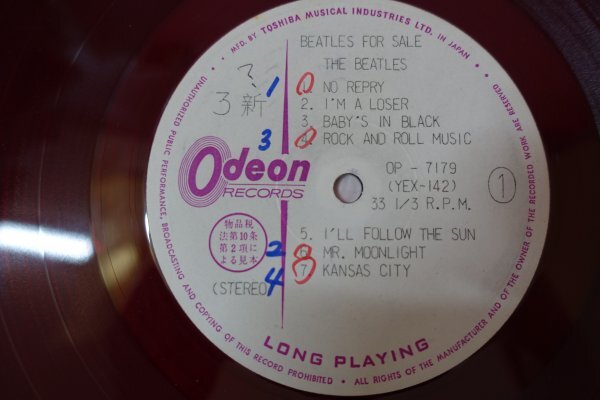 MFD. BY TOSHIBA MUSICAL INDUSTRIES LTD. IN JAPAN
BEATLES FOR SALE
THE BEATLES
1. NO REPRY
2. I'M A LOSER
3. BABY'S IN BLACK
4. ROCK AND ROLL MUSIC
?
3 新
1
3
Odeon
RECORDS
OP - 7179
(YEX-142)
33 1/3 R.P.M.
1
物品税
法第10条
第2項に
よる見本
(STEREO)
2
4
5. I'LL FOLLOW THE SUN
6. MR. MOONLIGHT
7. KANSAS CITY
LONG PLAYING
UNAUTHORIZED PUBLIC PERFORMANCE, BROADCASTING AND COPYING OF THIS RECORD PROHIBITED • ALL RIGHTS OF THE MANUFACTURER AND OF THE OWNER OF THE RECORDED WORK ARE RESERVED